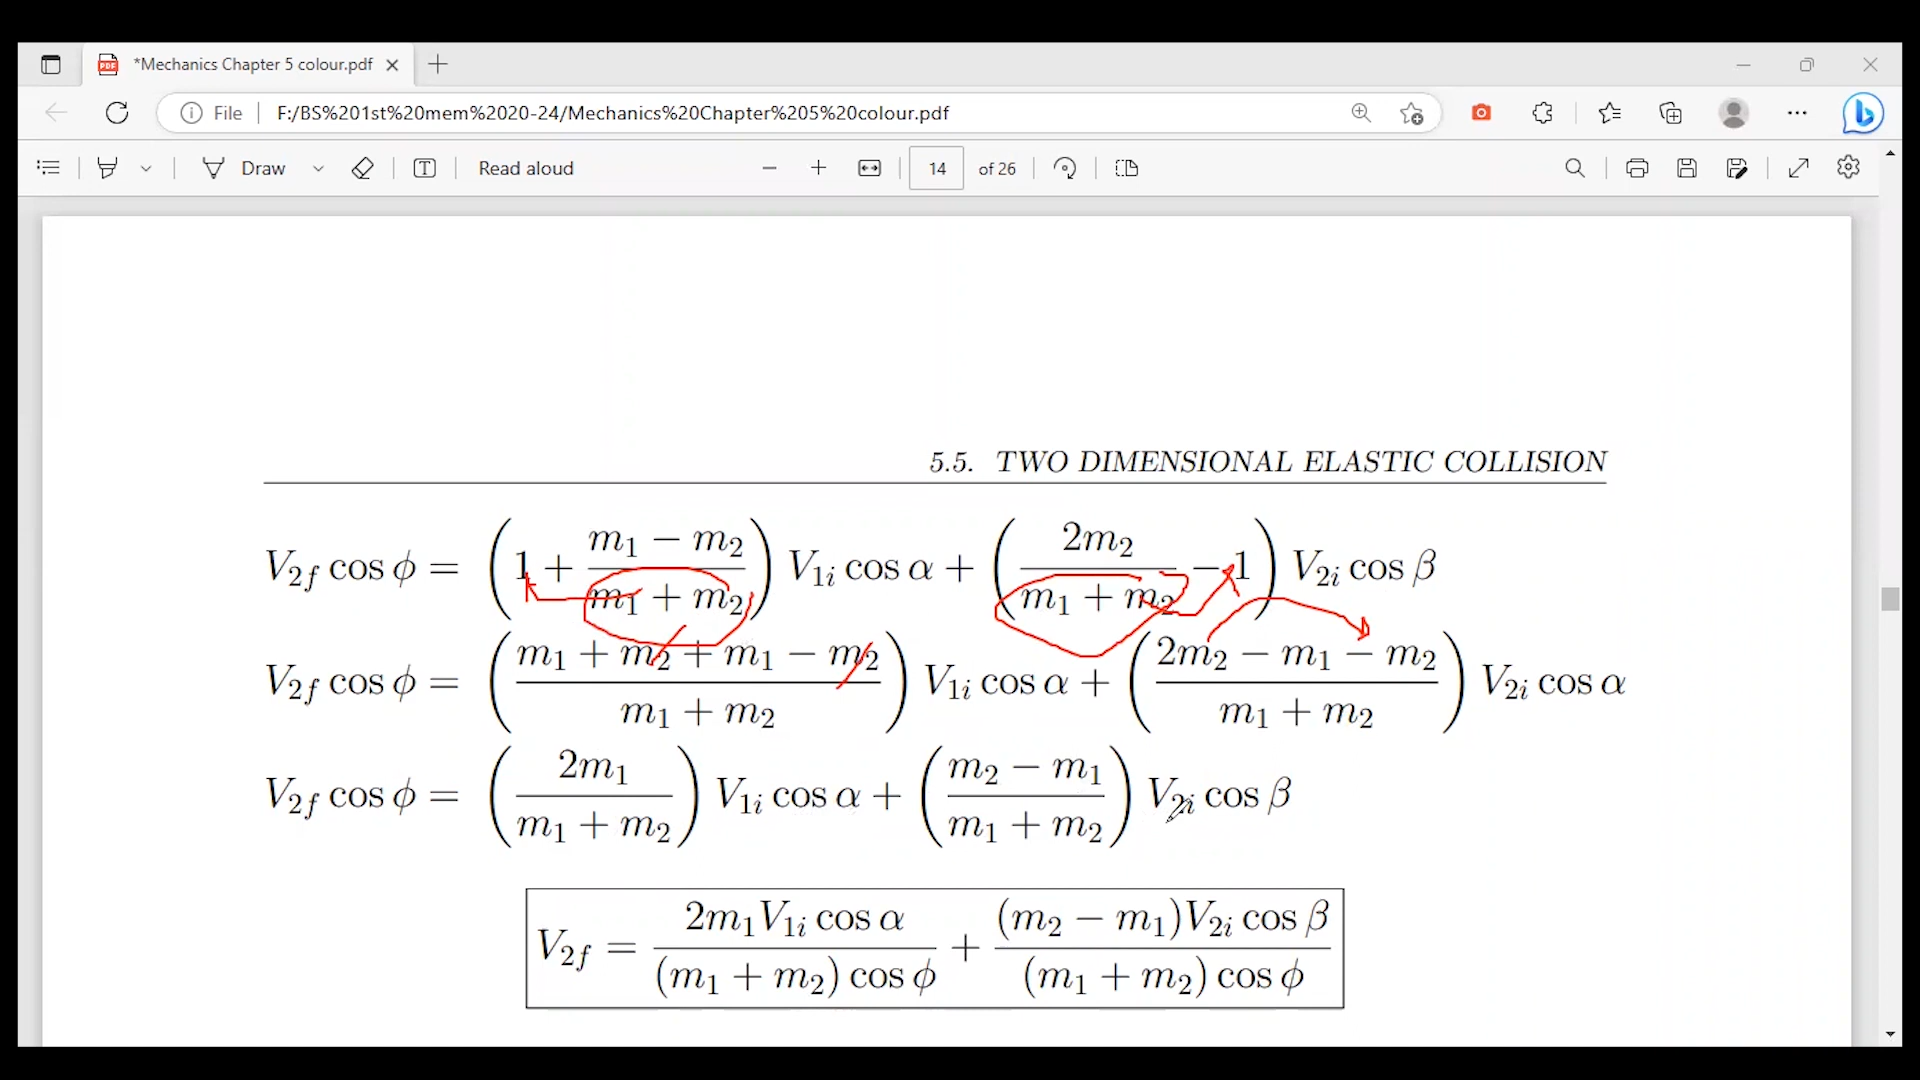 *Mechanics Chapter 5 colour.pdf
File F:/BS%201st%20mem%2020-24/Mechanics%20Chapter%205%20colour.pdf
Draw Read aloud 14 of 26
5.5. TWO DIMENSIONAL ELASTIC COLLISION
V₂f cos ϕ = (1 + (m₁ − m₂)/(m₁ + m₂)) V₁i cos α + (2m₂/(m₁ + m₂) − 1) V₂i cos β
V₂f cos ϕ = ((m₁ + m₂ + m₁ − m₂)/(m₁ + m₂)) V₁i cos α + ((2m₂ − m₁ − m₂)/(m₁ + m₂)) V₂i cos α
V₂f cos ϕ = (2m₁/(m₁ + m₂)) V₁i cos α + ((m₂ − m₁)/(m₁ + m₂)) V₂i cos β
V₂f = 2m₁V₁i cos α/((m₁ + m₂) cos ϕ) + (m₂ − m₁)V₂i cos β/((m₁ + m₂) cos ϕ)